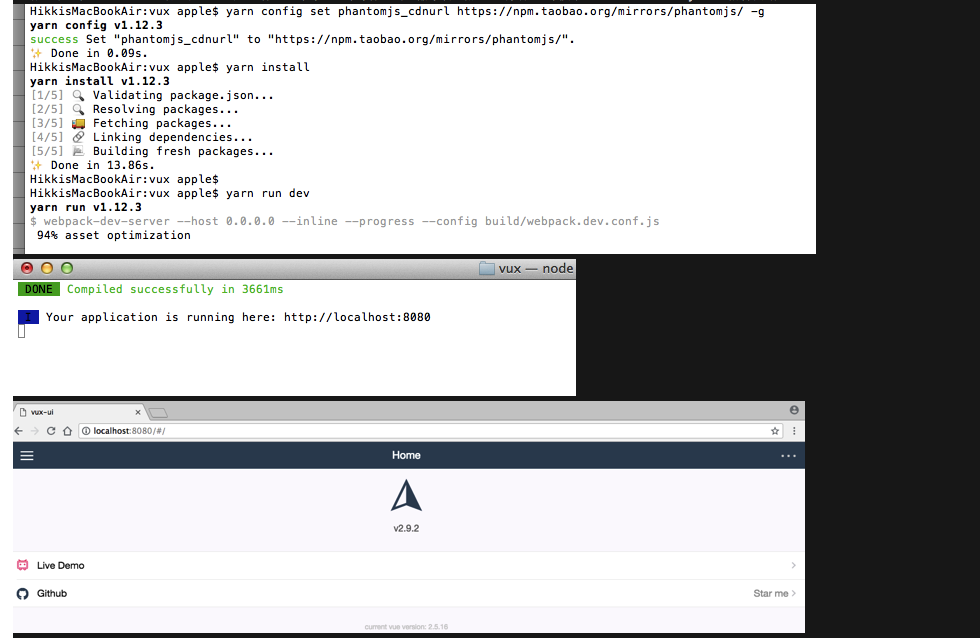 HikkisMacBookAir:vux apple$ yarn config set phantomjs_cdnurl https://npm.taobao.org/mirrors/phantomjs/ -g
yarn config v1.12.3
success Set "phantomjs_cdnurl" to "https://npm.taobao.org/mirrors/phantomjs/".
✨ Done in 0.09s.
HikkisMacBookAir:vux apple$ yarn install
yarn install v1.12.3
[1/5] 🔍 Validating package.json...
[2/5] 🔍 Resolving packages...
[3/5] 🚚 Fetching packages...
[4/5] 🔗 Linking dependencies...
[5/5] 📃 Building fresh packages...
✨ Done in 13.86s.
HikkisMacBookAir:vux apple$
HikkisMacBookAir:vux apple$ yarn run dev
yarn run v1.12.3
$ webpack-dev-server --host 0.0.0.0 --inline --progress --config build/webpack.dev.conf.js
94% asset optimization
vux — node
DONE Compiled successfully in 3661ms
I Your application is running here: http://localhost:8080
vux-ui
localhost:8080/#/
Home
v2.9.2
Live Demo
Github Star me
current vue version: 2.5.16